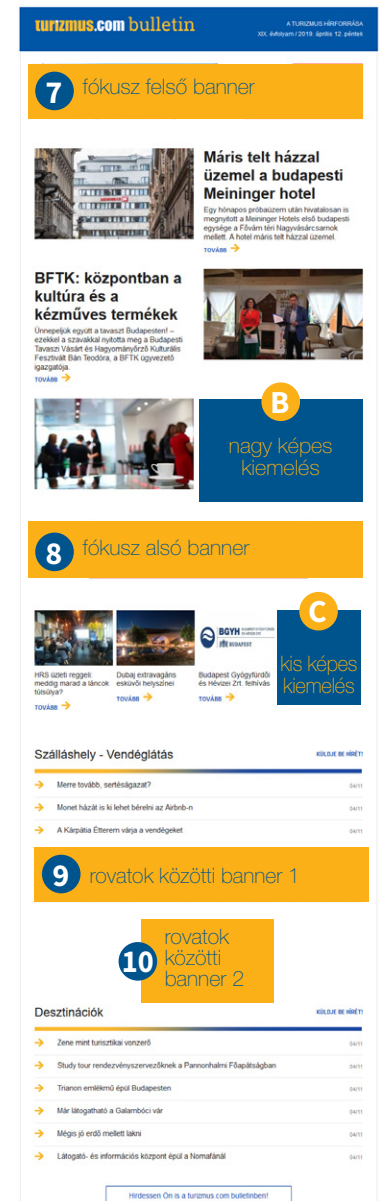 turizmus.com bulletin
A TURIZMUS HÍRFORRÁSA
XIX. évfolyam / 2019. április 12. péntek
7 fókusz felső banner
Máris telt házzal
üzemel a budapesti
Meininger hotel
Egy hónapos próbaüzem után hivatalosan is
megnyitott a Meininger Hotels első budapesti
egysége a Fővám téri Nagyvásárcsarnok
mellett. A hotel máris telt házzal üzemel.
TOVÁBB
BFTK: központban a
kultúra és a
kézműves termékek
Ünnepeljük együtt a tavaszt Budapesten! –
ezekkel a szavakkal nyitotta meg a Budapesti
Tavaszi Vásárt és Hagyományőrző Kulturális
Fesztivált Bán Teodóra, a BFTK ügyvezető
igazgatója.
TOVÁBB
B
nagy képes
kiemelés
8 fókusz alsó banner
C
kis képes
kiemelés
BGYH
BUDAPEST
HRS üzleti reggeli:
meddig marad a láncok
túlsúlya?
TOVÁBB
Dubaj extravagáns
esküvői helyszínei
TOVÁBB
Budapest Gyógyfürdői
és Hévizei Zrt. felhívás
TOVÁBB
Szálláshely - Vendéglátás
KÜLDJE BE HÍRÉT!
Merre tovább, sertéságazat? 04/11
Monet házát is ki lehet bérelni az Airbnb-n 04/11
A Kárpátia Étterem várja a vendégeket 04/11
9 rovatok közötti banner 1
10
rovatok
közötti
banner 2
Desztinációk
KÜLDJE BE HÍRÉT!
Zene mint turisztikai vonzerő 04/11
Study tour rendezvényszervezőknek a Pannonhalmi Főapátságban 04/11
Trianon emlékmű épül Budapesten 04/11
Már látogatható a Galambóci vár 04/11
Mégis jó erdő mellett lakni 04/11
Látogató- és információs központ épül a Normafánál 04/11
Hirdessen Ön is a turizmus.com bulletinben!